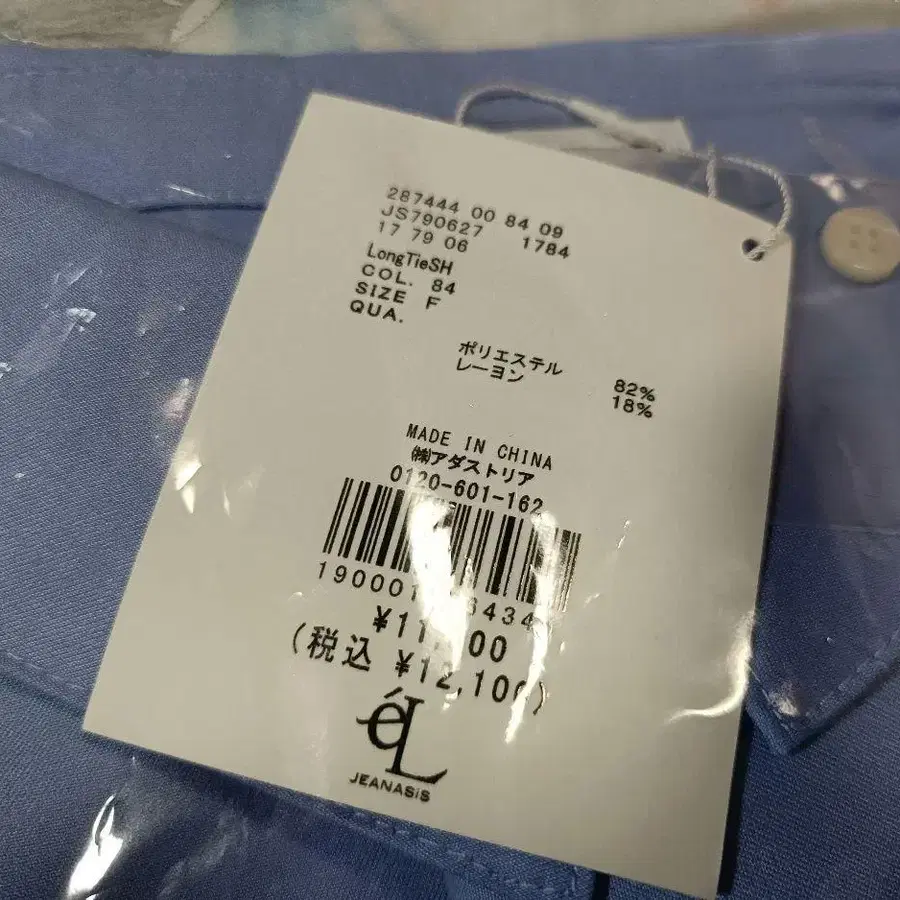 287444 00 84 09
JS790627 1784
17 79 06
LongTieSH
COL. 84
SIZE F
QUA.
ポリエステル 82%
レーヨン 18%
MADE IN CHINA
㈱アダストリア
0120-601-162
(税込 ¥12,100)
éL
JEANASiS